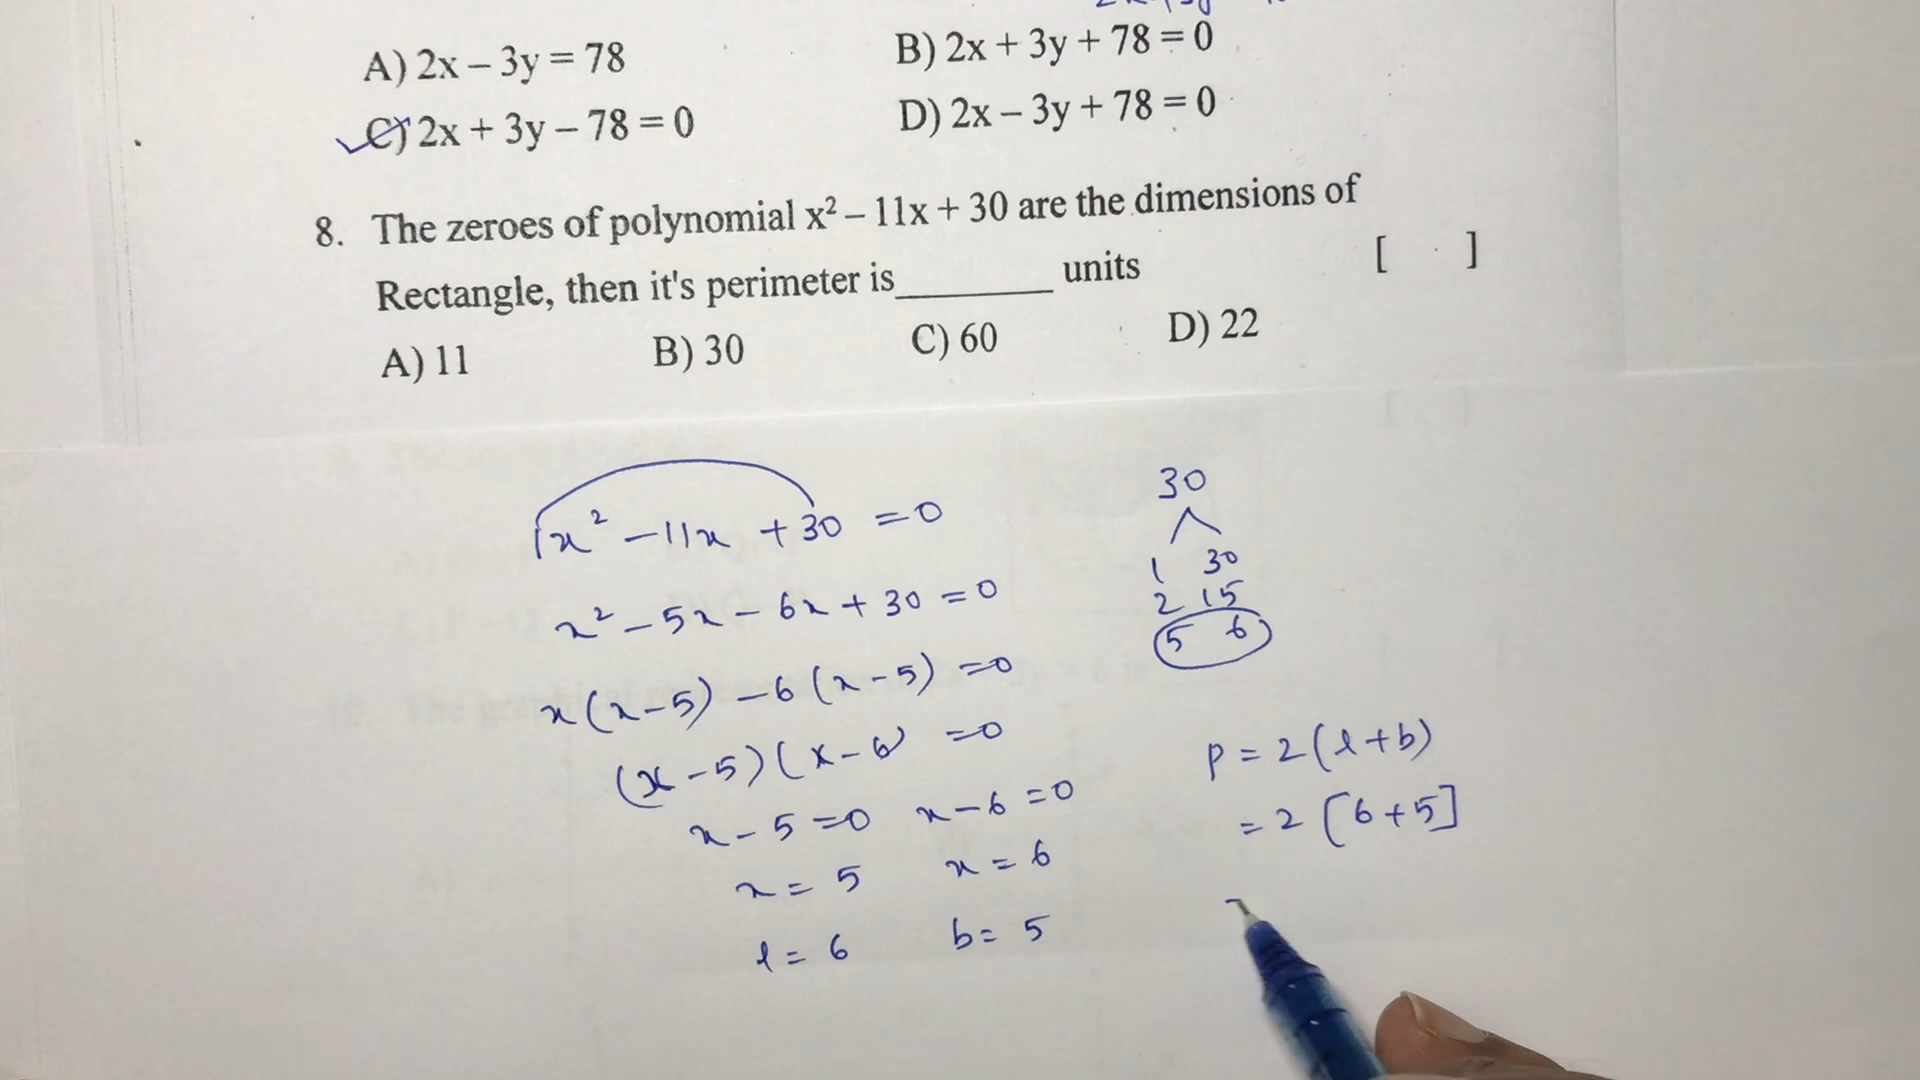 A) 2x – 3y = 78
B) 2x + 3y + 78 = 0
C) 2x + 3y – 78 = 0
D) 2x – 3y + 78 = 0
8. The zeroes of polynomial x² – 11x + 30 are the dimensions of
Rectangle, then it's perimeter is________ units [ ]
A) 11 B) 30 C) 60 D) 22
1x² – 11x + 30 = 0
x² – 5x – 6x + 30 = 0
x(x – 5) – 6(x – 5) = 0
(x – 5)(x – 6) = 0
x – 5 = 0 x – 6 = 0
x = 5 x = 6
l = 6 b = 5
30
1 30
2 15
5 6
P = 2(l + b)
= 2[6 + 5]